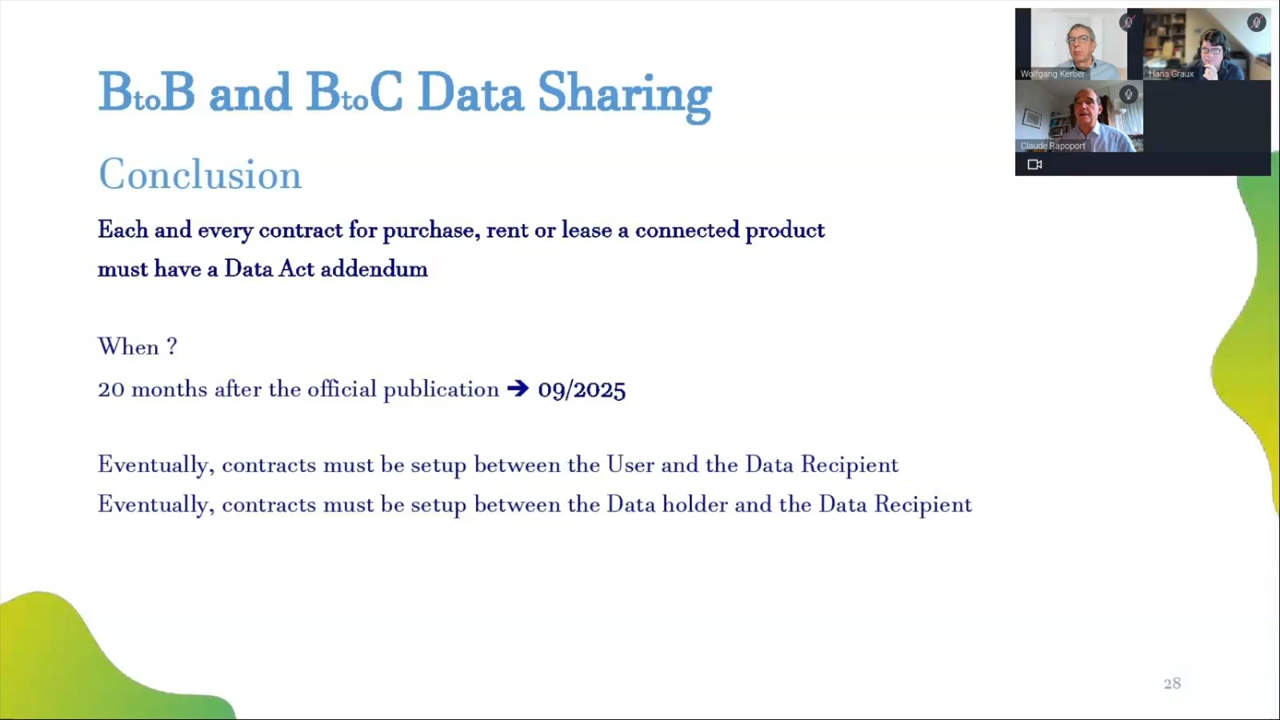 BtoB and BtoC Data Sharing
Conclusion
Each and every contract for purchase, rent or lease a connected product
must have a Data Act addendum
When ?
20 months after the official publication ➔ 09/2025
Eventually, contracts must be setup between the User and the Data Recipient
Eventually, contracts must be setup between the Data holder and the Data Recipient
28
Wolfgang Kerber
Hans Graux
Claude Rapoport